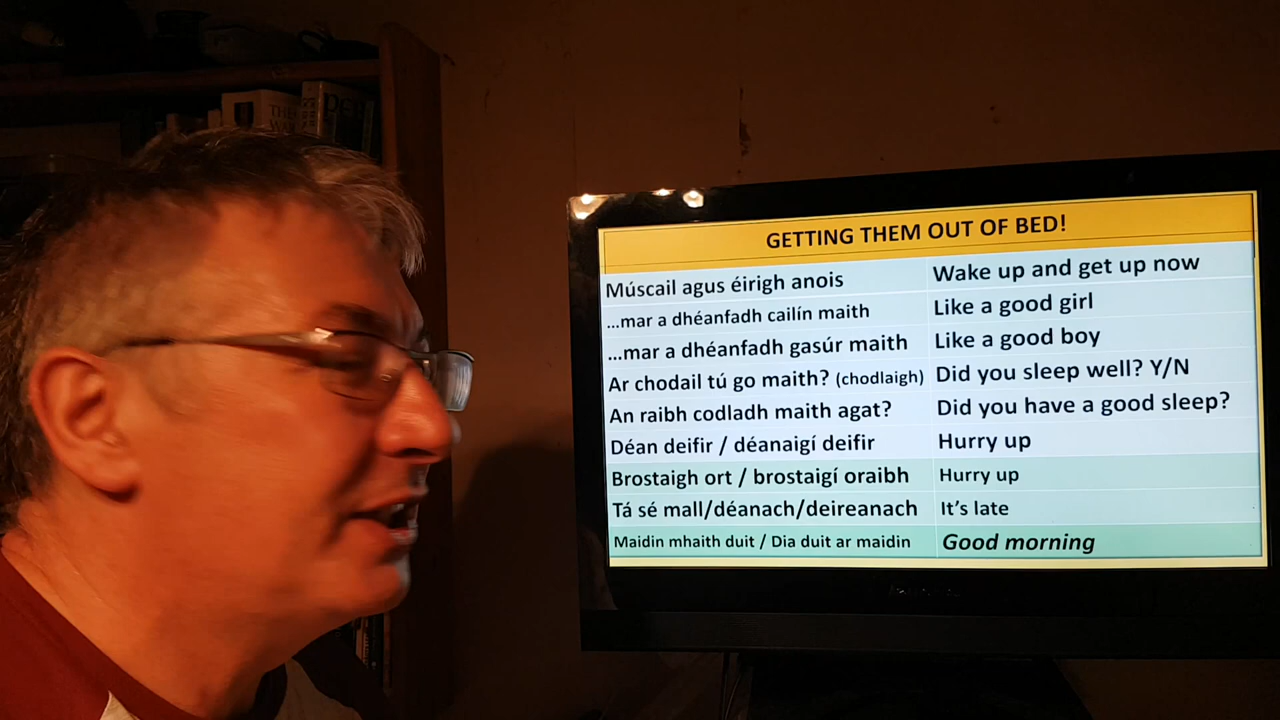 GETTING THEM OUT OF BED!
Múscail agus éirigh anois Wake up and get up now
...mar a dhéanfadh cailín maith Like a good girl
...mar a dhéanfadh gasúr maith Like a good boy
Ar chodail tú go maith? (chodlaigh) Did you sleep well? Y/N
An raibh codladh maith agat? Did you have a good sleep?
Déan deifir / déanaigí deifir Hurry up
Brostaigh ort / brostaigí oraibh Hurry up
Tá sé mall/déanach/deireanach It's late
Maidin mhaith duit / Dia duit ar maidin Good morning